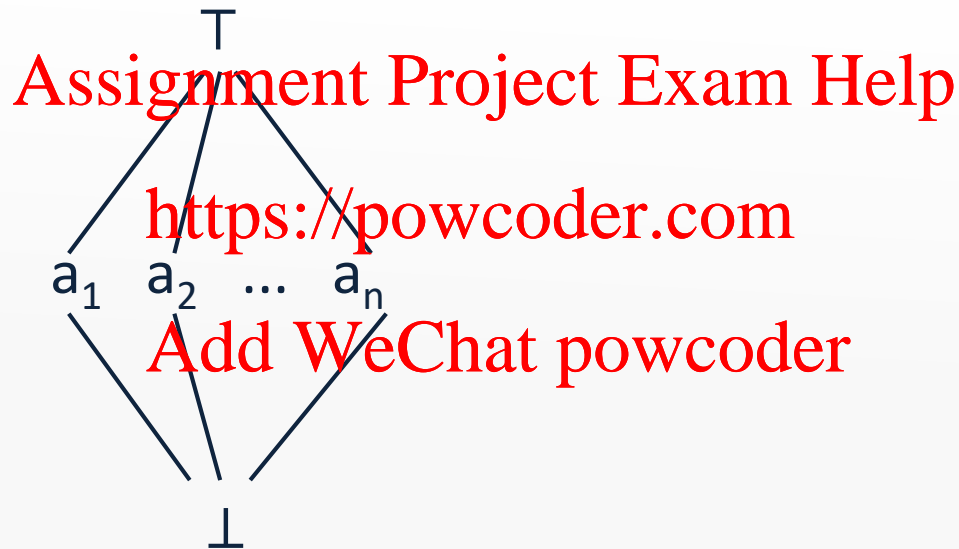 ⊤
Assignment Project Exam Help
https://powcoder.com
a₁ a₂ ... aₙ
Add WeChat powcoder
⊥